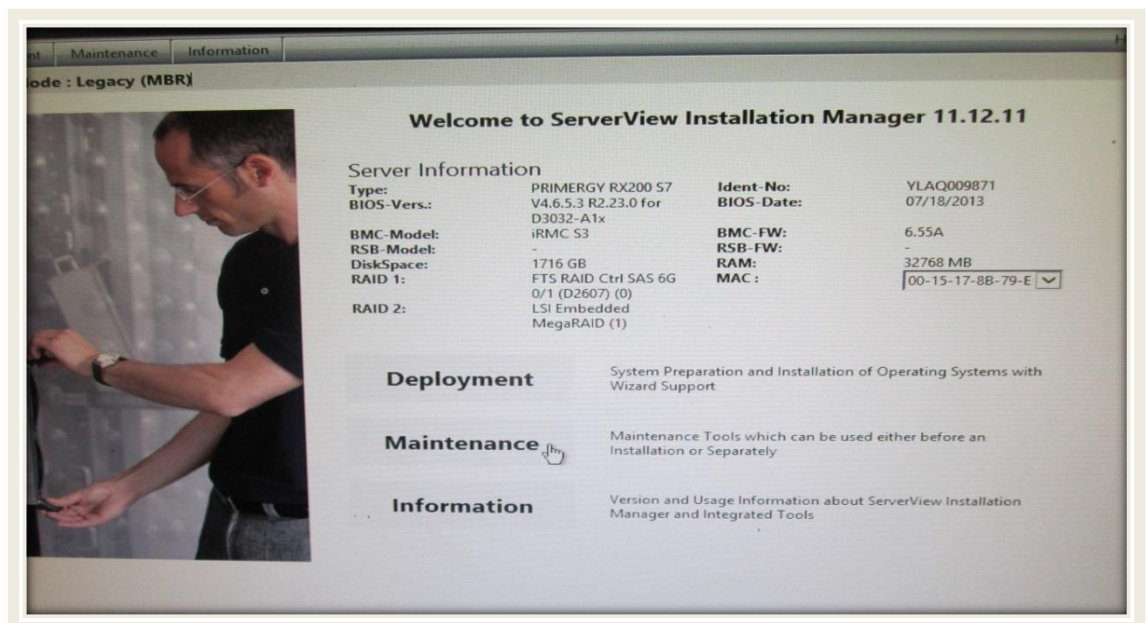 Maintenance Information
Mode : Legacy (MBR)
Welcome to ServerView Installation Manager 11.12.11
Server Information
Type: PRIMERGY RX200 S7 Ident-No: YLAQ009871
BIOS-Vers.: V4.6.5.3 R2.23.0 for BIOS-Date: 07/18/2013
D3032-A1x
BMC-Model: iRMC S3 BMC-FW: 6.55A
RSB-Model: - RSB-FW: -
DiskSpace: 1716 GB RAM: 32768 MB
RAID 1: FTS RAID Ctrl SAS 6G MAC : 00-15-17-8B-79-E
0/1 (D2607) (0)
RAID 2: LSI Embedded
MegaRAID (1)
Deployment System Preparation and Installation of Operating Systems with
Wizard Support
Maintenance Maintenance Tools which can be used either before an
Installation or Separately
Information Version and Usage Information about ServerView Installation
Manager and Integrated Tools